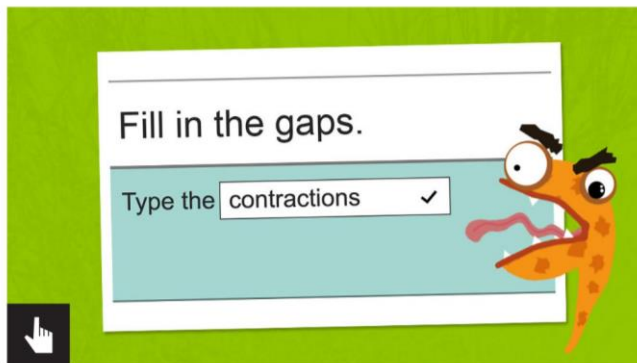 Fill in the gaps.
Type the contractions